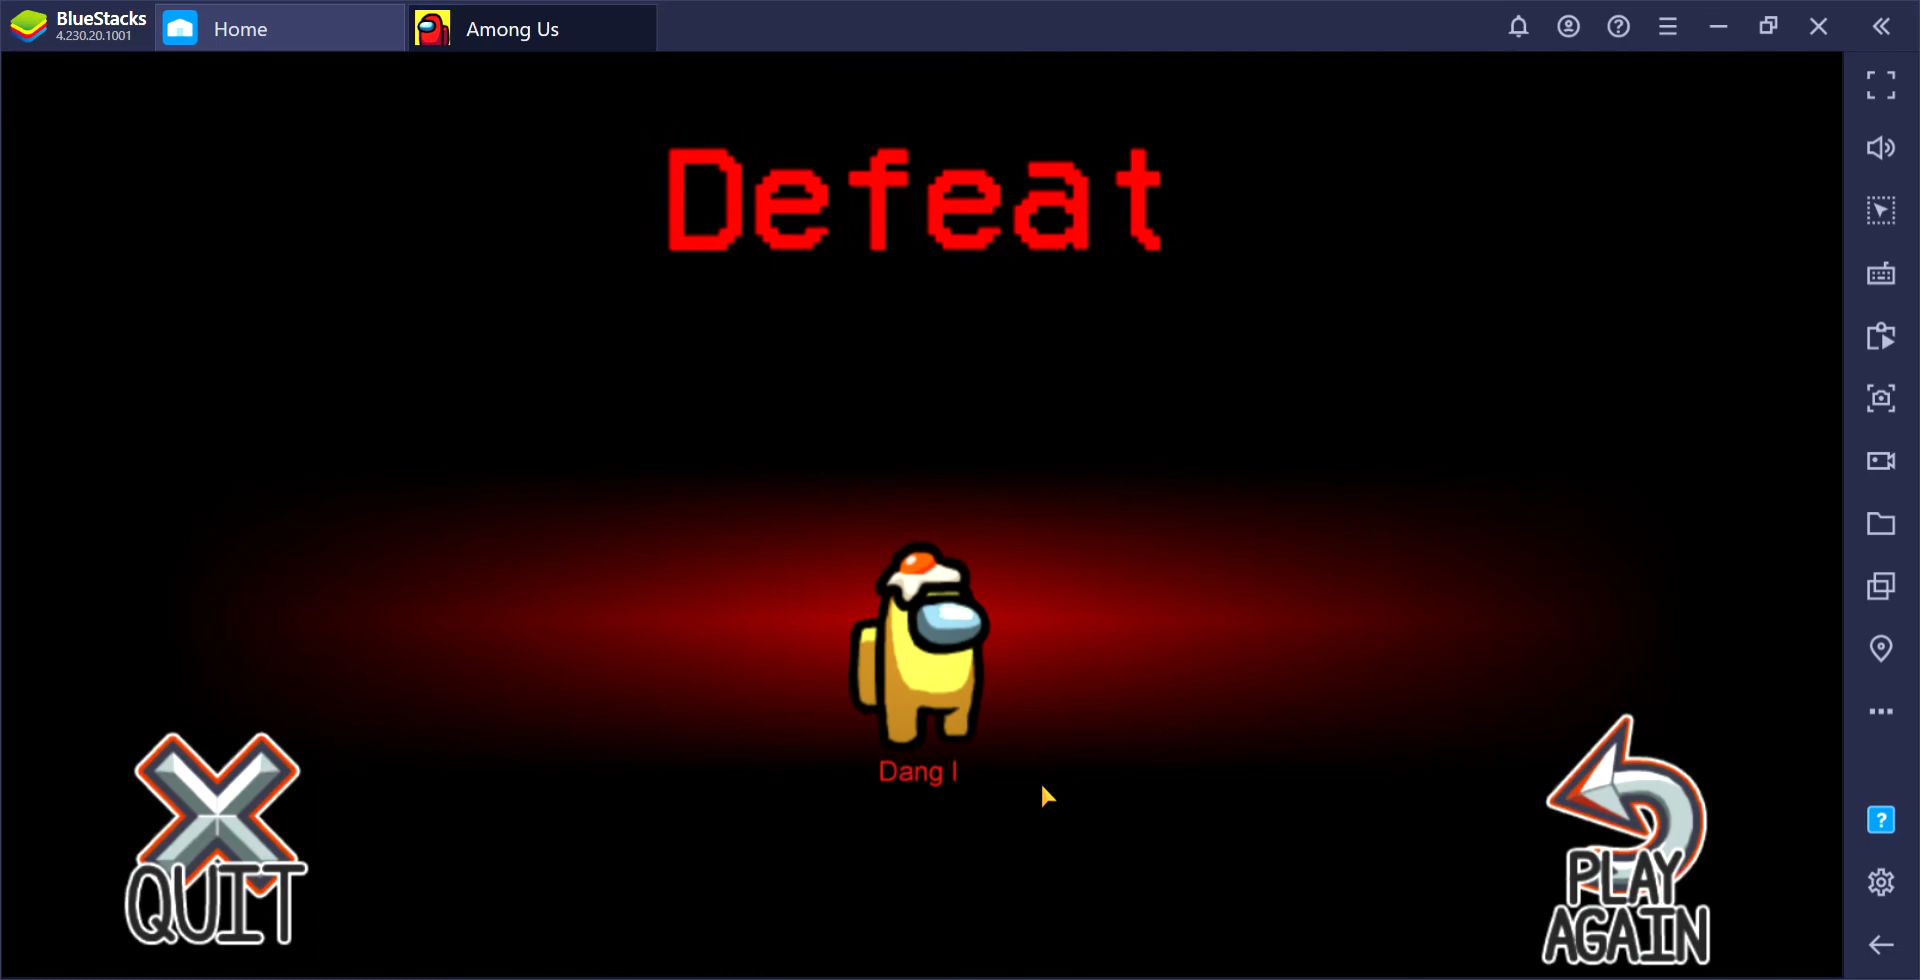 BlueStacks
4.230.20.1001
Home
Among Us
Defeat
Dang I
QUIT
PLAY
AGAIN